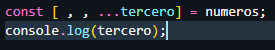 const [ , , ...tercero] = numeros;
console.log(tercero);